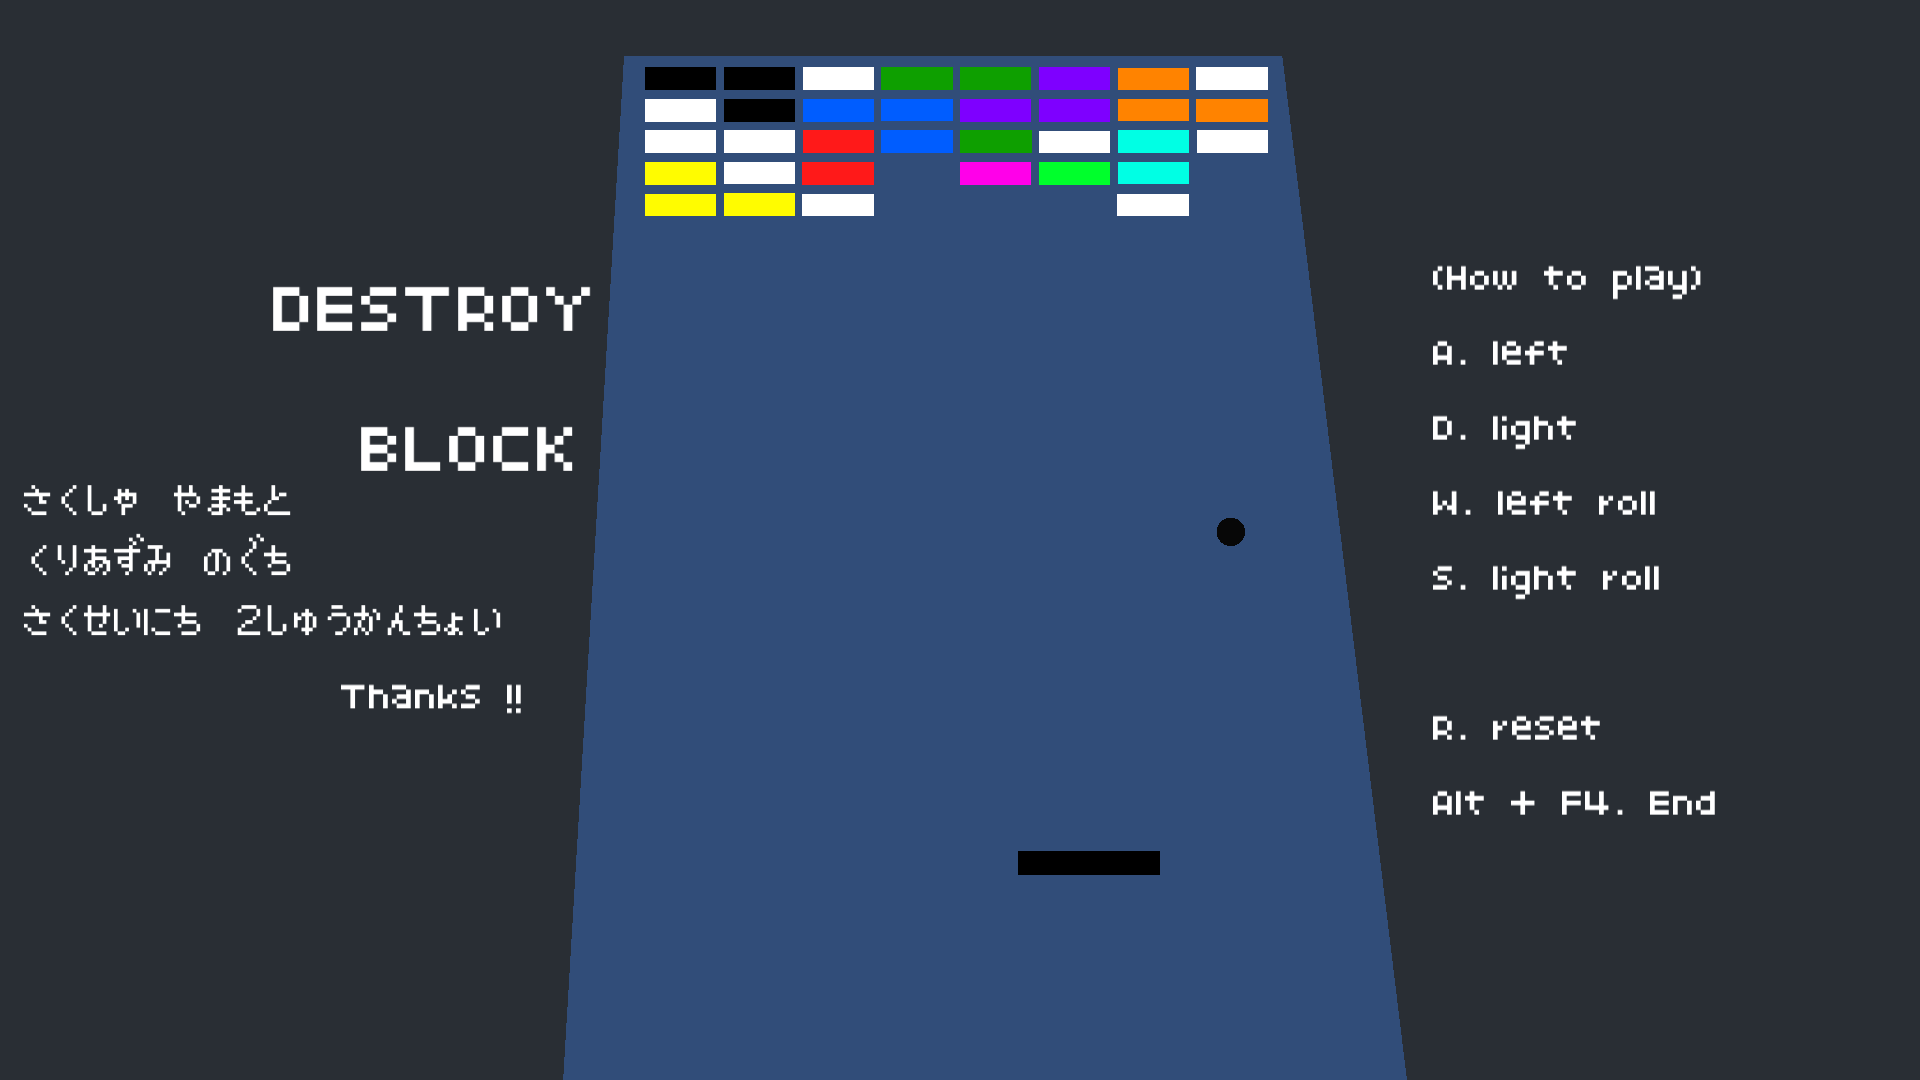 DESTROY
BLOCK
さくしゃ やまもと
くりあずみ のぐち
さくせいにち 2しゅうかんちょい
Thanks !!
(How to play)
A. left
D. light
W. left roll
S. light roll
R. reset
Alt + F4. End